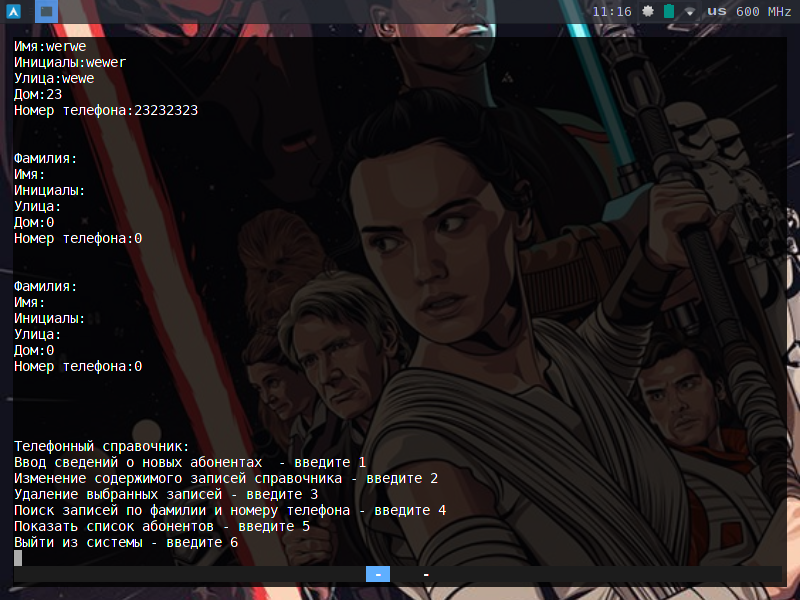 11:16 us 600 MHz
Имя:werwe
Инициалы:wewer
Улица:wewe
Дом:23
Номер телефона:23232323
Фамилия:
Имя:
Инициалы:
Улица:
Дом:0
Номер телефона:0
Фамилия:
Имя:
Инициалы:
Улица:
Дом:0
Номер телефона:0
Телефонный справочник:
Ввод сведений о новых абонентах  - введите 1
Изменение содержимого записей справочника - введите 2
Удаление выбранных записей - введите 3
Поиск записей по фамилии и номеру телефона - введите 4
Показать список абонентов - введите 5
Выйти из системы - введите 6
- -